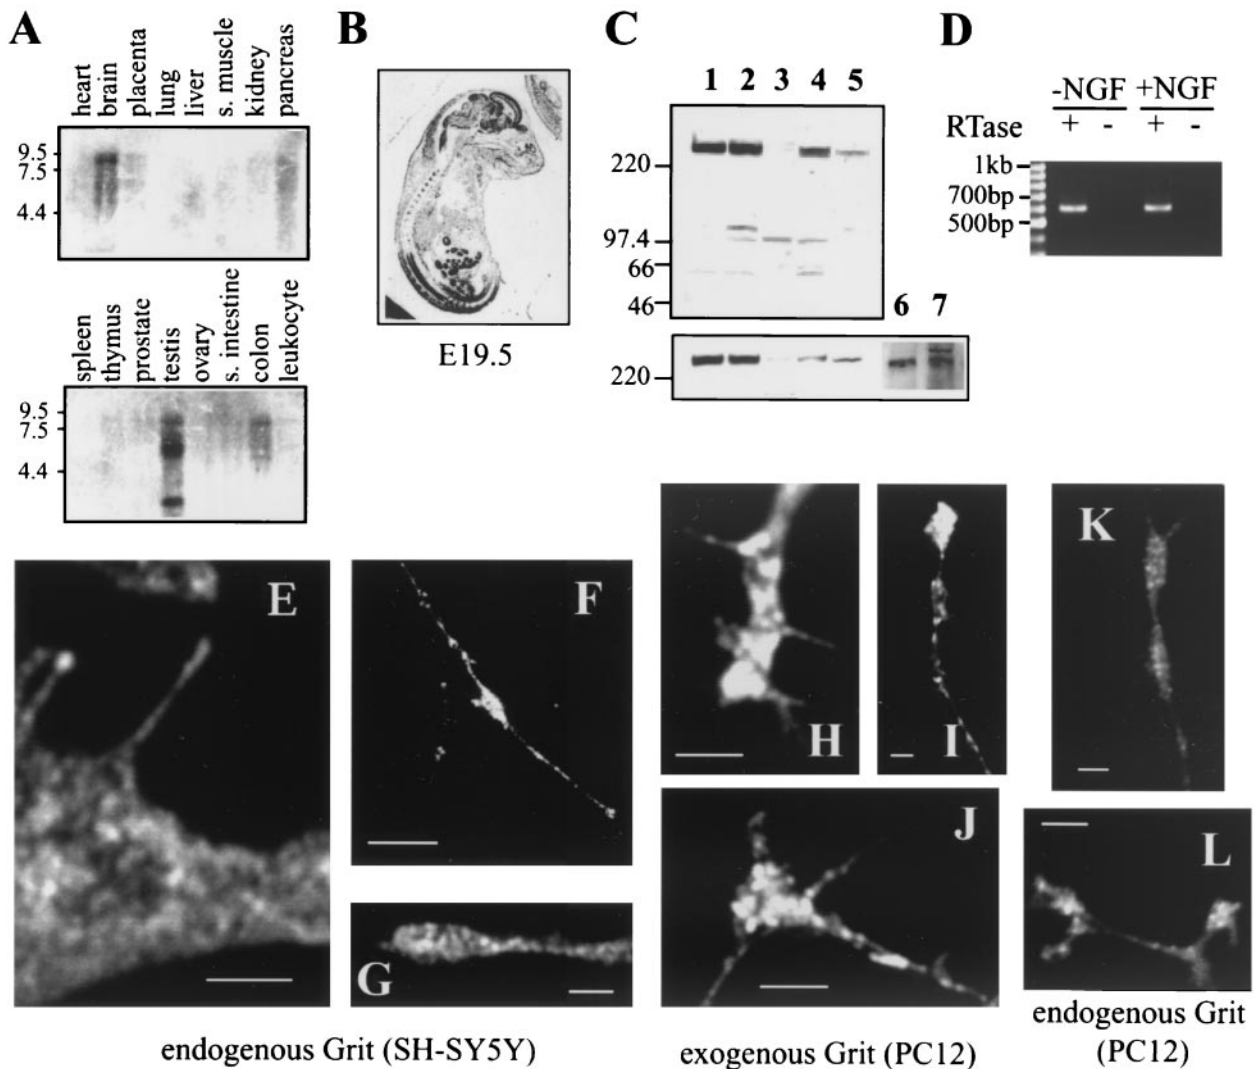 A
heart
brain
placenta
lung
liver
s. muscle
kidney
pancreas
9.5
7.5
4.4
spleen
thymus
prostate
testis
ovary
s. intestine
colon
leukocyte
9.5
7.5
4.4
B
E19.5
C
1 2 3 4 5
220
97.4
66
46
6 7
220
D
-NGF +NGF
RTase + - + -
1kb
700bp
500bp
E
F
G
endogenous Grit (SH-SY5Y)
H
I
J
exogenous Grit (PC12)
K
L
endogenous Grit
(PC12)